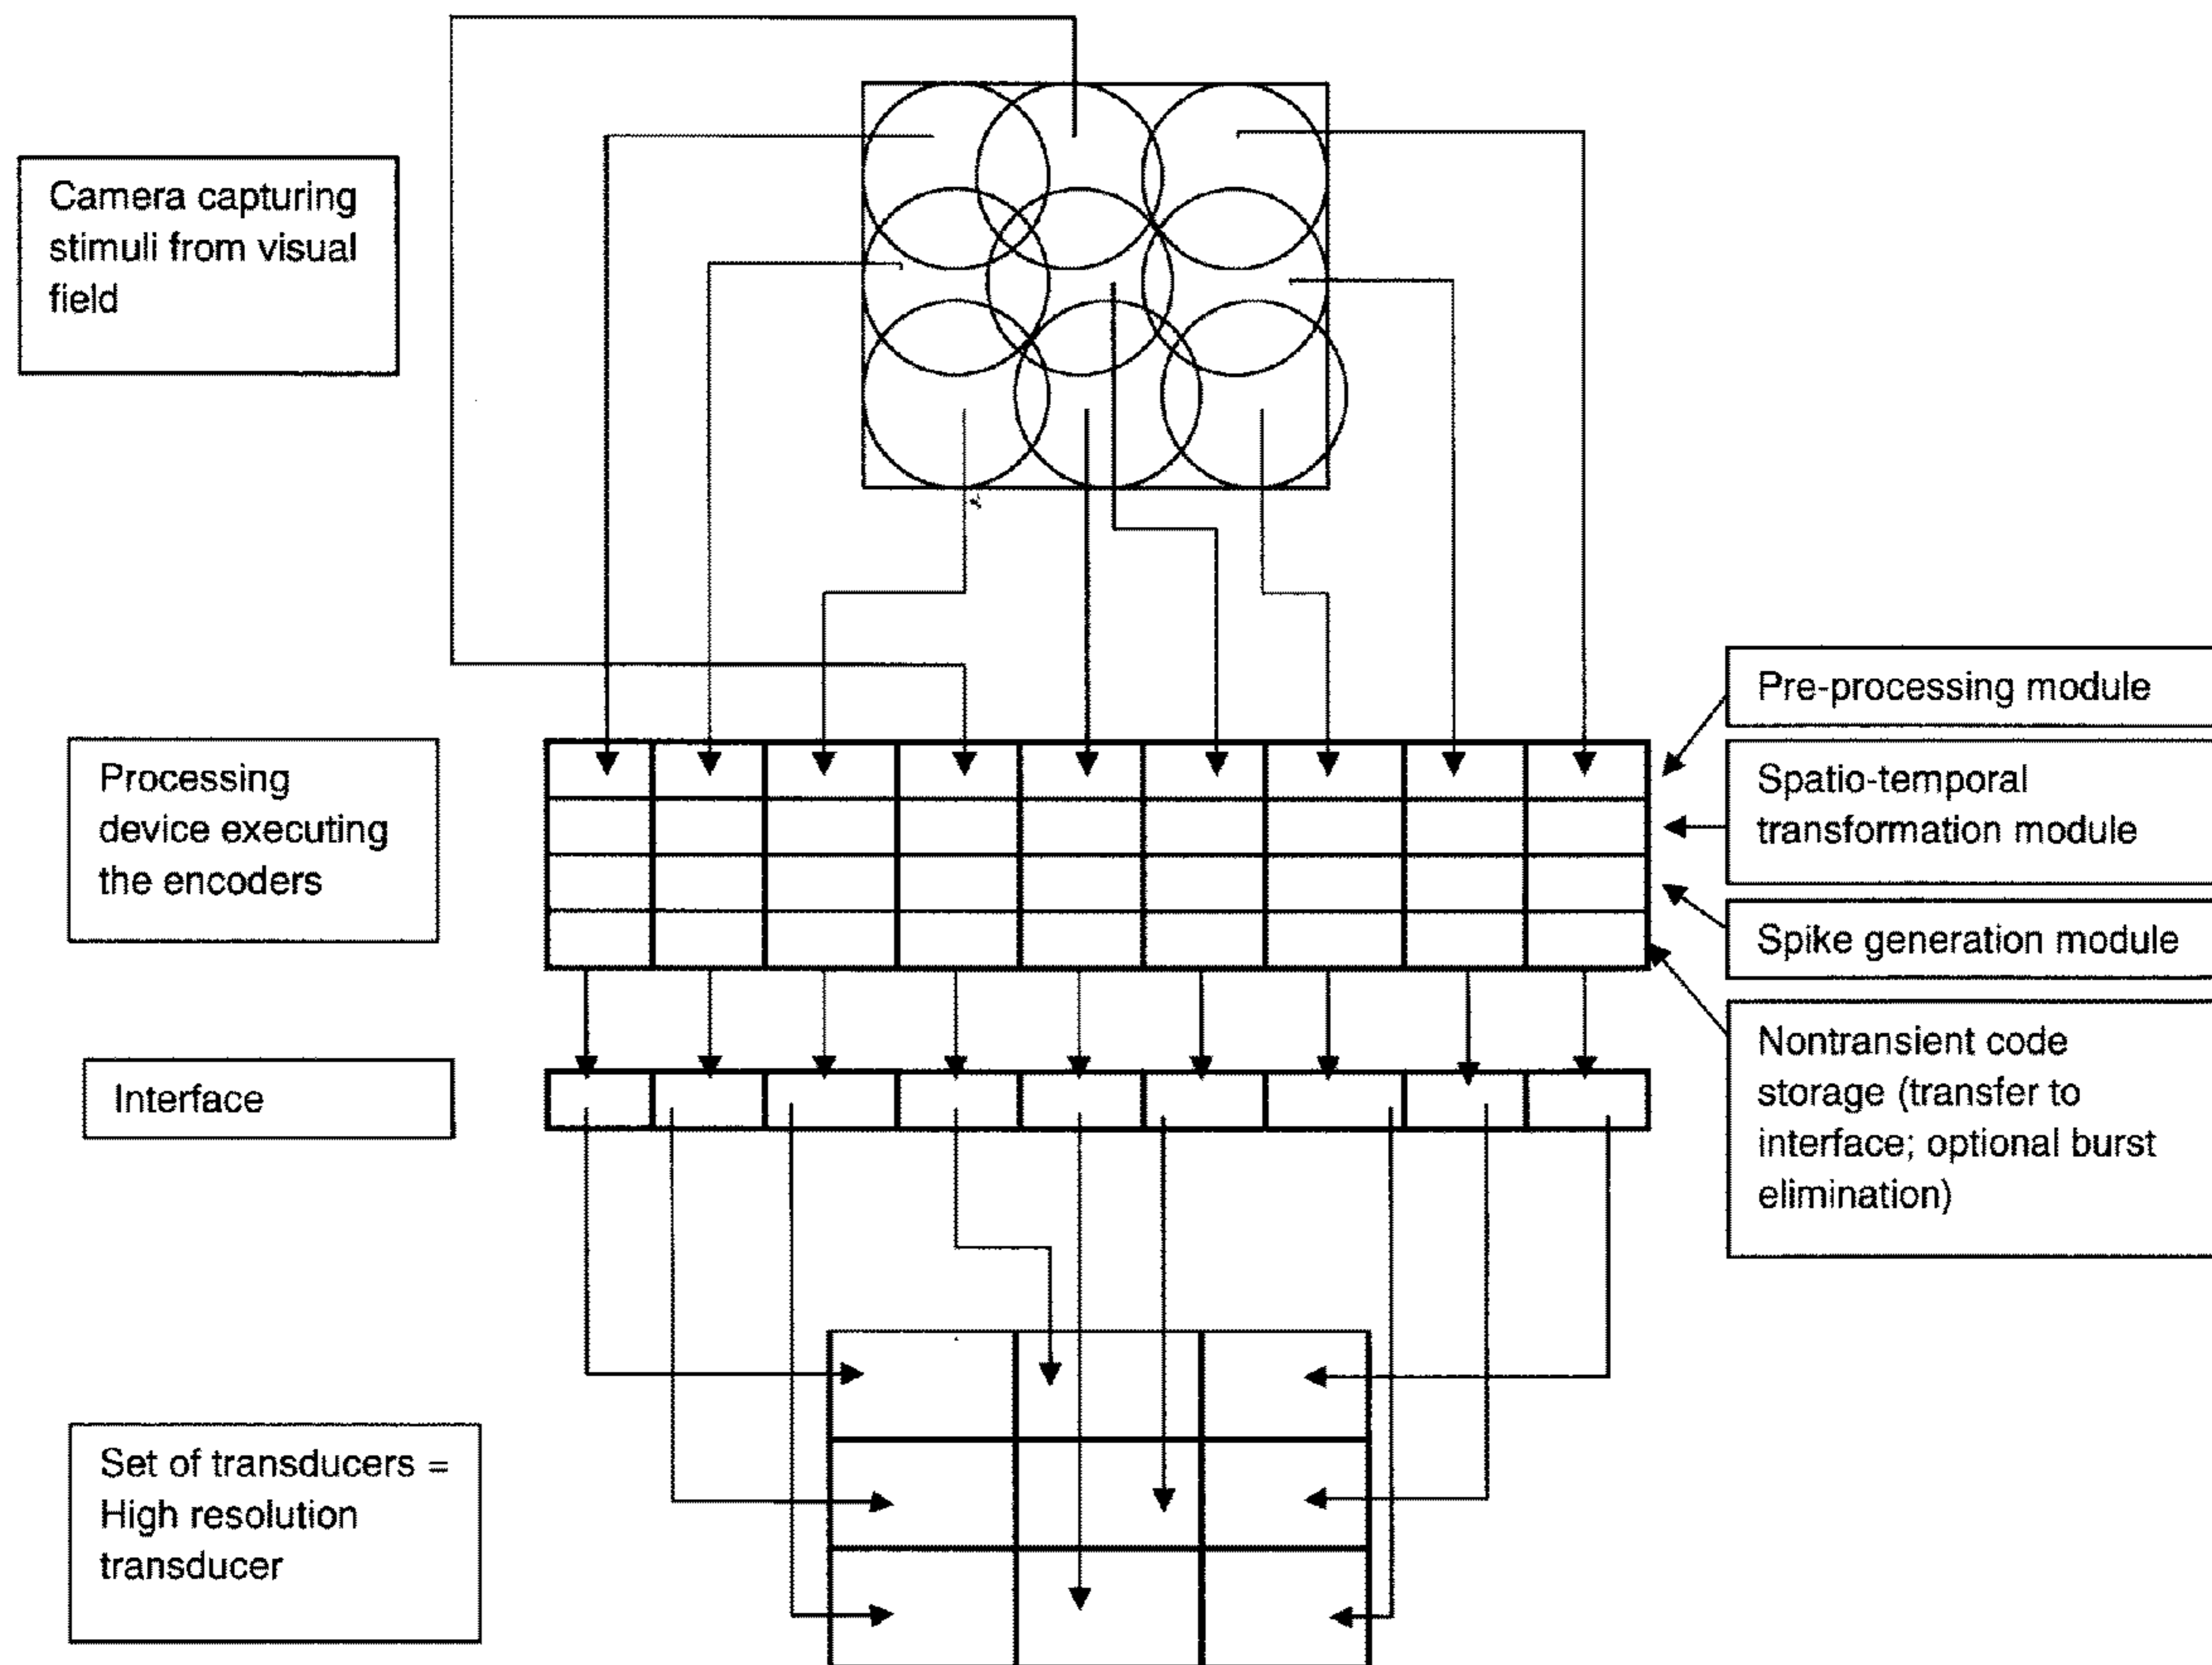 Camera capturing
stimuli from visual
field
Pre-processing module
Processing
device executing
the encoders
Spatio-temporal
transformation module
Spike generation module
Nontransient code
storage (transfer to
interface; optional burst
elimination)
Interface
Set of transducers =
High resolution
transducer